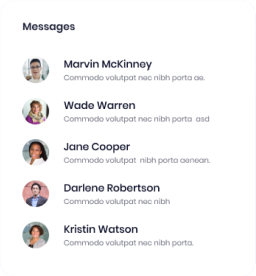 Messages
Marvin McKinney
Commodo volutpat nec nibh porta ae.
Wade Warren
Commodo volutpat nec nibh porta asd
Jane Cooper
Commodo volutpat nibh porta aenean.
Darlene Robertson
Commodo volutpat nec nibh
Kristin Watson
Commodo volutpat nec nibh porta.